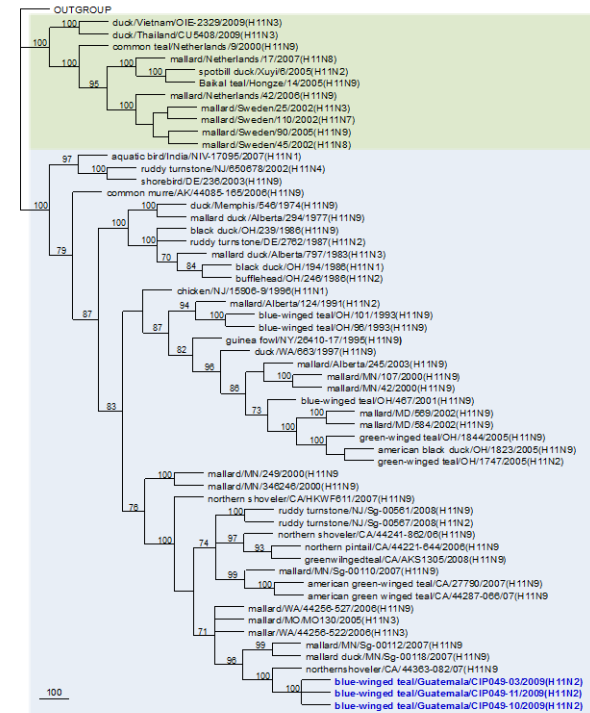 OUTGROUP
100
duck/Vietnam/OIE-2329/2009(H11N3)
duck/Thailand/CU5408/2009(H11N3)
100
100
common teal/Netherlands/9/2000(H11N9)
mallard/Netherlands/17/2007(H11N8)
100
100
spotbill duck/Xuyi/6/2005(H11N2)
Baikal teal/Hongze/14/2005(H11N9)
95
mallard/Netherlands/42/2006(H11N9)
100
mallard/Sweden/25/2002(H11N3)
mallard/Sweden/110/2002(H11N7)
mallard/Sweden/90/2005(H11N9)
mallard/Sweden/45/2002(H11N8)
97
aquatic bird/India/NIV-17095/2007(H11N1)
100
ruddy turnstone/NJ/650678/2002(H11N4)
shorebird/DE/236/2003(H11N9)
common murre/AK/44085-165/2006(H11N9)
100
100
duck/Memphis/546/1974(H11N9)
mallard duck/Alberta/294/1977(H11N9)
79
black duck/OH/239/1986(H11N9)
100
100
ruddy turnstone/DE/2762/1987(H11N2)
70
mallard duck/Alberta/797/1983(H11N3)
84
black duck/OH/194/1986(H11N1)
bufflehead/OH/246/1986(H11N2)
chicken/NJ/15906-9/1996(H11N1)
94
mallard/Alberta/124/1991(H11N2)
87
100
blue-winged teal/OH/101/1993(H11N9)
87
blue-winged teal/OH/96/1993(H11N9)
guinea fowl/NY/26410-17/1995(H11N9)
82
duck/WA/663/1997(H11N9)
96
mallard/Alberta/245/2003(H11N9)
100
mallard/MN/107/2000(H11N9)
86
mallard/MN/42/2000(H11N9)
blue-winged teal/OH/467/2001(H11N9)
83
73
100
mallard/MD/569/2002(H11N9)
mallard/MD/584/2002(H11N9)
100
100
green-winged teal/OH/1844/2005(H11N9)
american black duck/OH/1823/2005(H11N9)
green-winged teal/OH/1747/2005(H11N2)
100
mallard/MN/249/2000(H11N9
mallard/MN/346246/2000(H11N9)
76
northern shoveler/CA/HKWF611/2007(H11N9)
100
ruddy turnstone/NJ/Sg-00561/2008(H11N9)
ruddy turnstone/NJ/Sg-00567/2008(H11N2)
100
74
97
northern shoveler/CA/44241-862/06(H11N9)
93
northern pintail/CA/44221-644/2006(H11N9
greenwilngedteal/CA/AKS1305/2008(H11N9)
99
mallard/MN/Sg-00110/2007(H11N9)
100
american green-winged teal/CA/27790/2007(H11N9)
american green winged teal/CA/44287-066/07(H11N9
mallard/WA/44256-527/2006(H11N9)
mallard/MO/MO130/2005(H11N3)
71
mallar/WA/44256-522/2006(H11N3)
99
mallard/MN/Sg-00112/2007(H11N9
mallard duck/MN/Sg-00118/2007(H11N9)
96
northernshoveler/CA/44363-082/07(H11N9
100
100
blue-winged teal/Guatemala/CIP049-03/2009(H11N2)
blue-winged teal/Guatemala/CIP049-11/2009(H11N2)
blue-winged teal/Guatemala/CIP049-10/2009(H11N2)
100